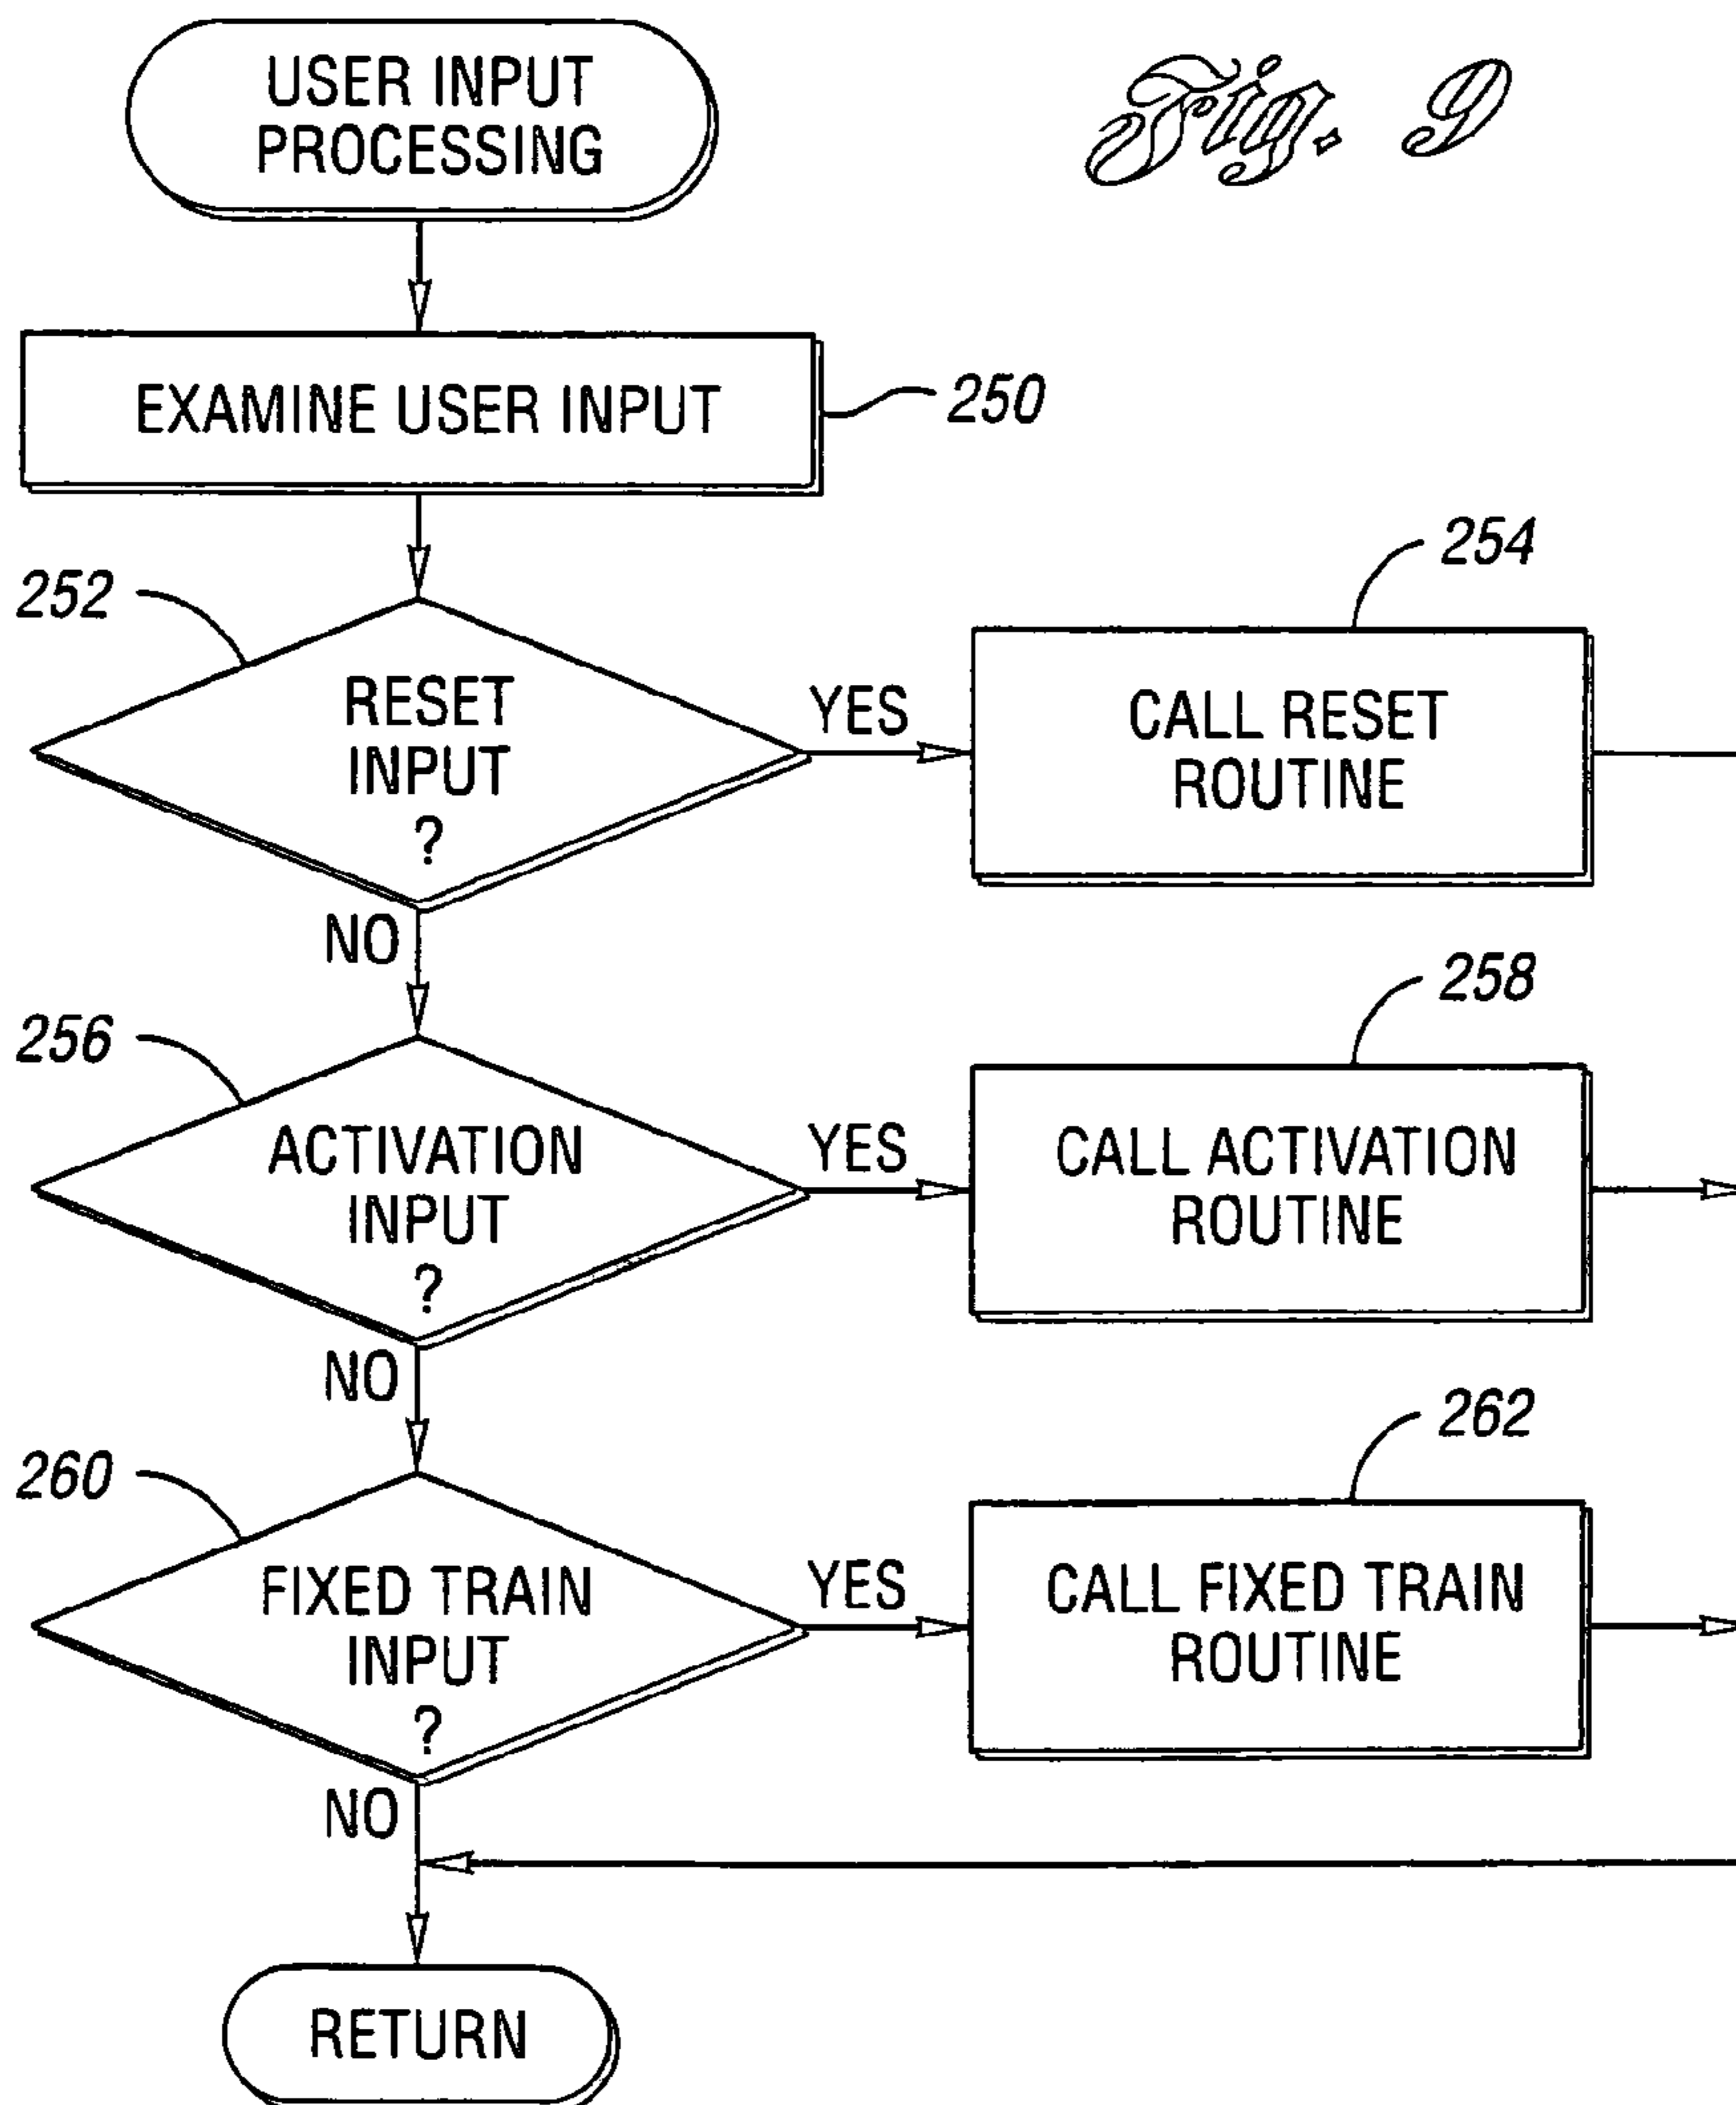 USER INPUT
PROCESSING
Fig. 9
EXAMINE USER INPUT
250
252
RESET
INPUT
?
YES
254
CALL RESET
ROUTINE
NO
256
ACTIVATION
INPUT
?
YES
258
CALL ACTIVATION
ROUTINE
NO
260
FIXED TRAIN
INPUT
?
YES
262
CALL FIXED TRAIN
ROUTINE
NO
RETURN